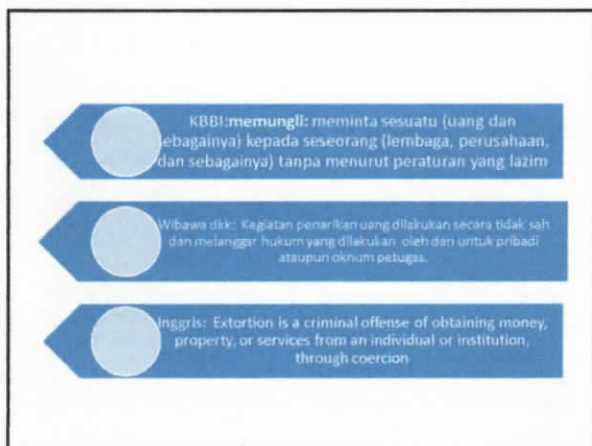 KBBI:memungli: meminta sesuatu (uang dan
sebagainya) kepada seseorang (lembaga, perusahaan,
dan sebagainya) tanpa menurut peraturan yang lazim
Wibawa dkk: Kegiatan penarikan uang dilakukan secara tidak sah
dan melanggar hukum yang dilakukan oleh dan untuk pribadi
ataupun oknum petugas.
Inggris: Extortion is a criminal offense of obtaining money,
property, or services from an individual or institution,
through coercion